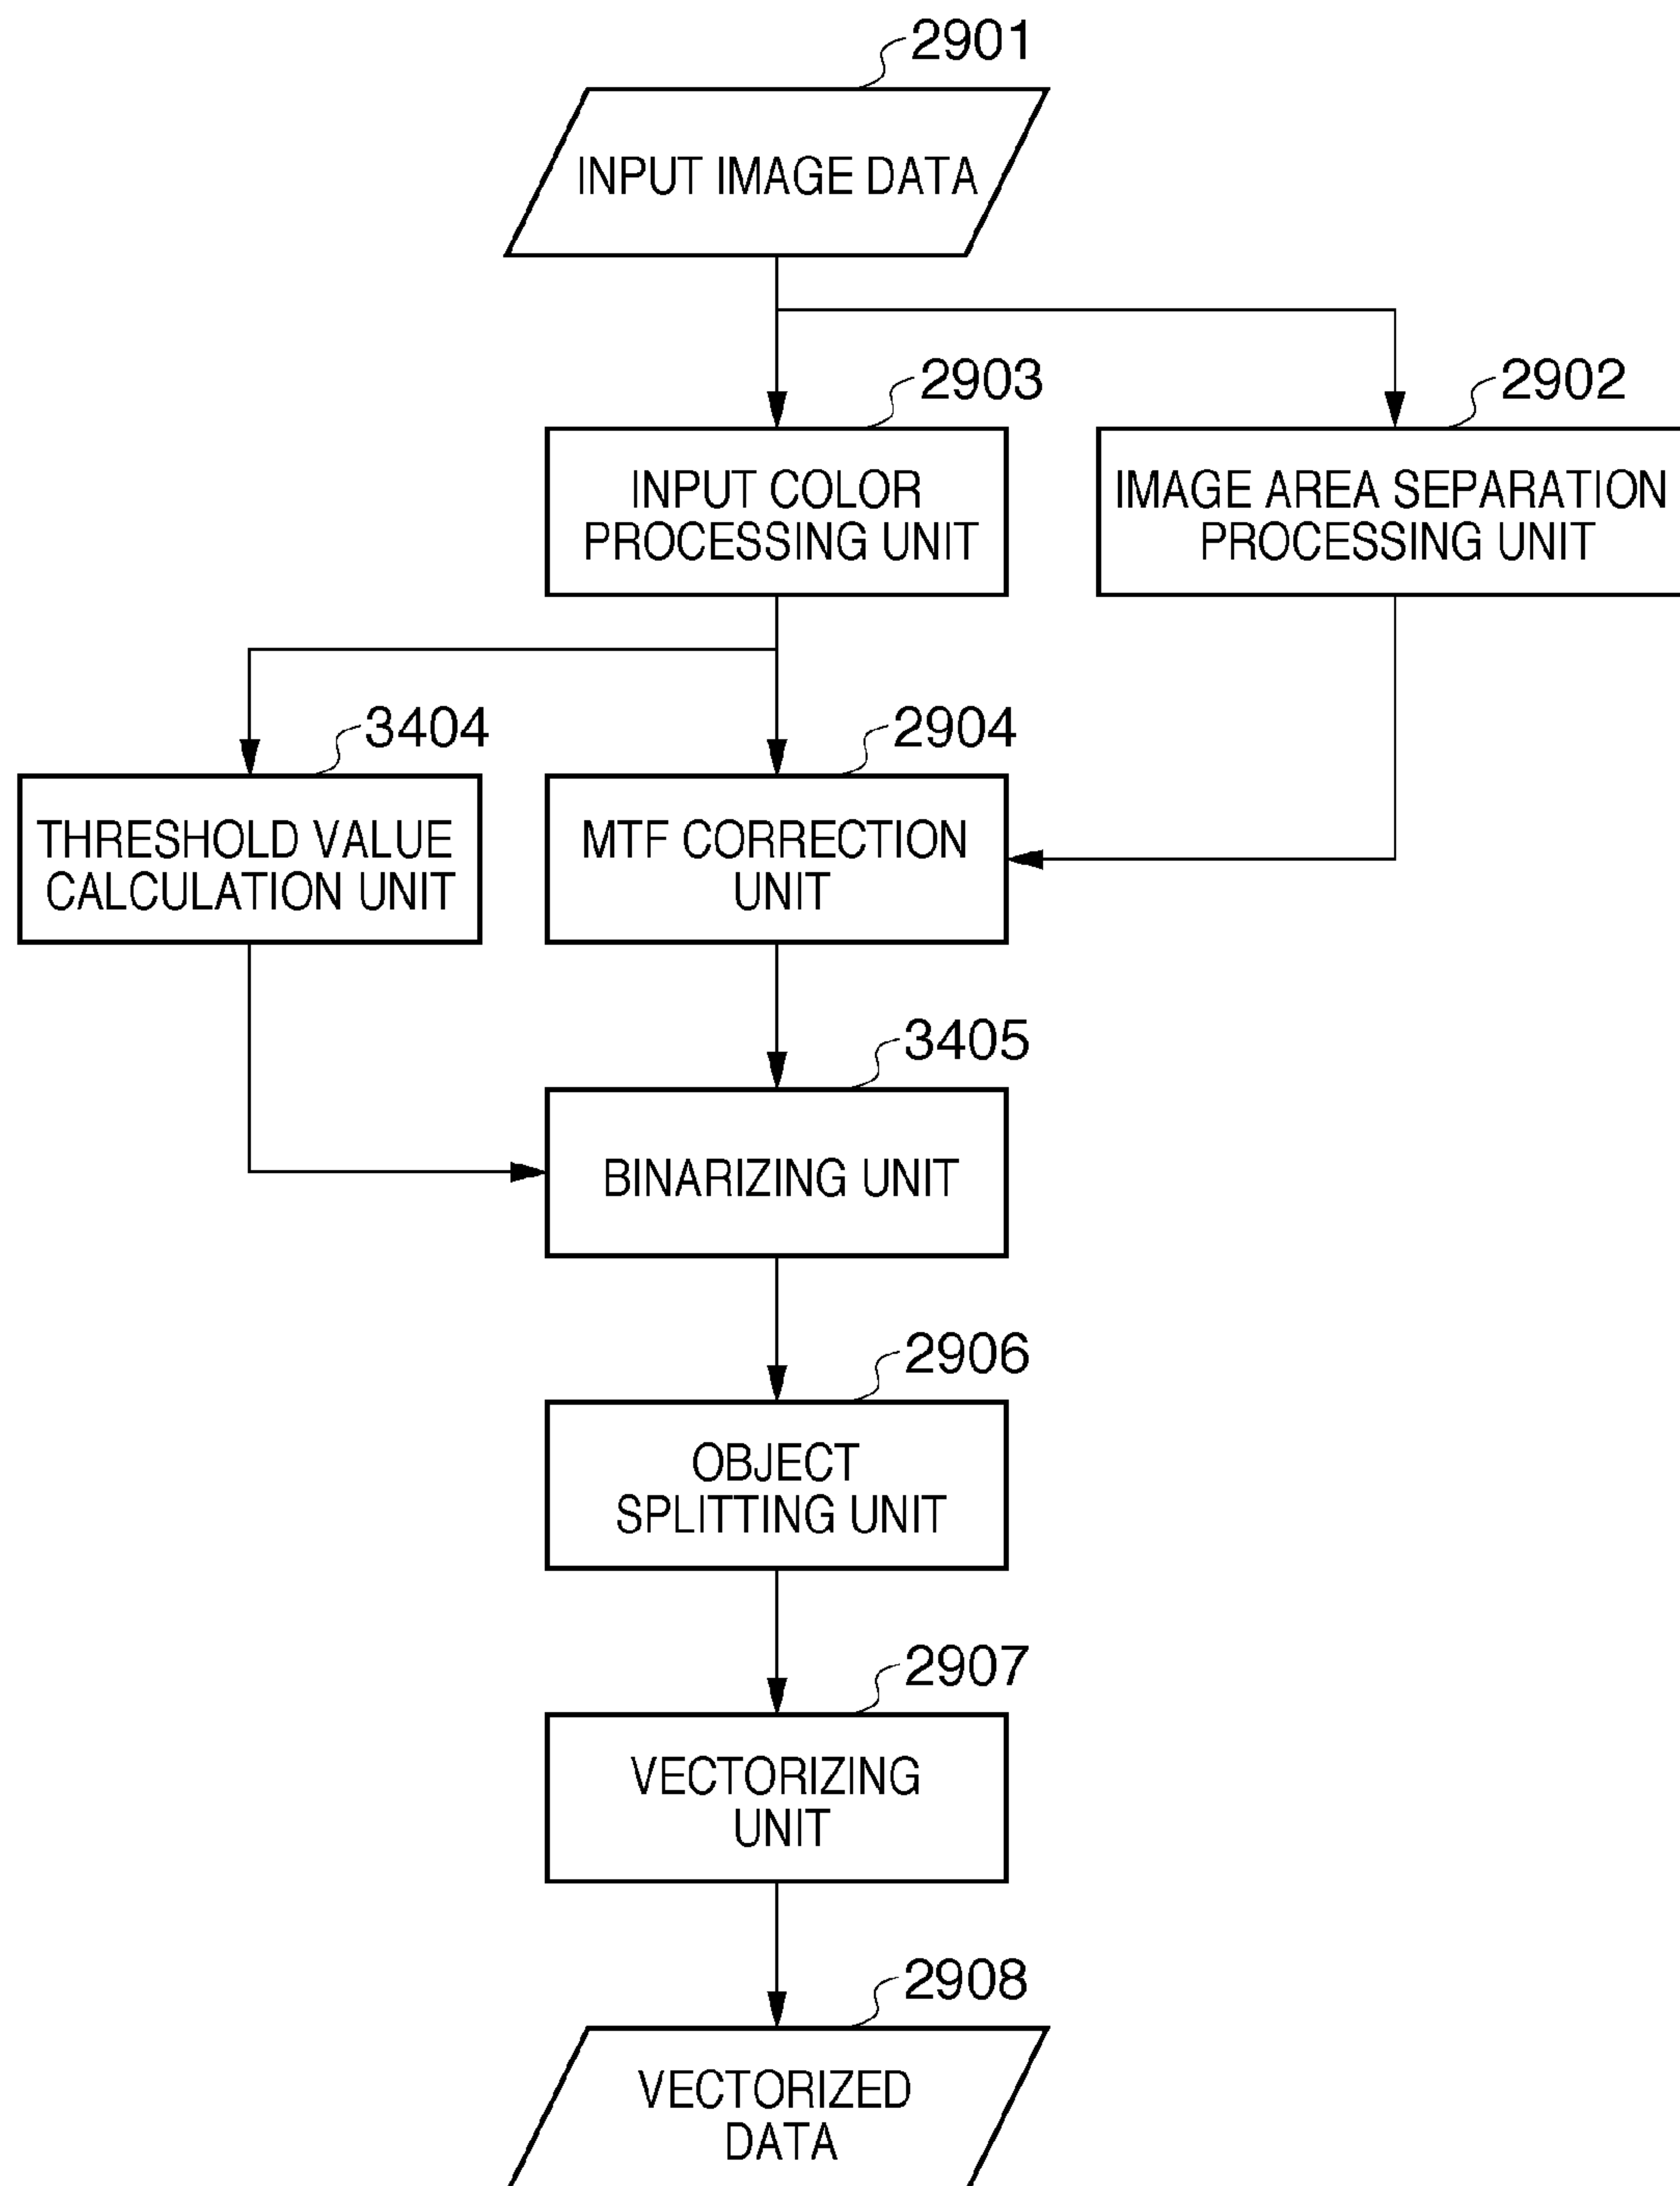 2901
INPUT IMAGE DATA
2903
2902
INPUT COLOR
PROCESSING UNIT
IMAGE AREA SEPARATION
PROCESSING UNIT
3404
2904
THRESHOLD VALUE
CALCULATION UNIT
MTF CORRECTION
UNIT
3405
BINARIZING UNIT
2906
OBJECT
SPLITTING UNIT
2907
VECTORIZING
UNIT
2908
VECTORIZED
DATA